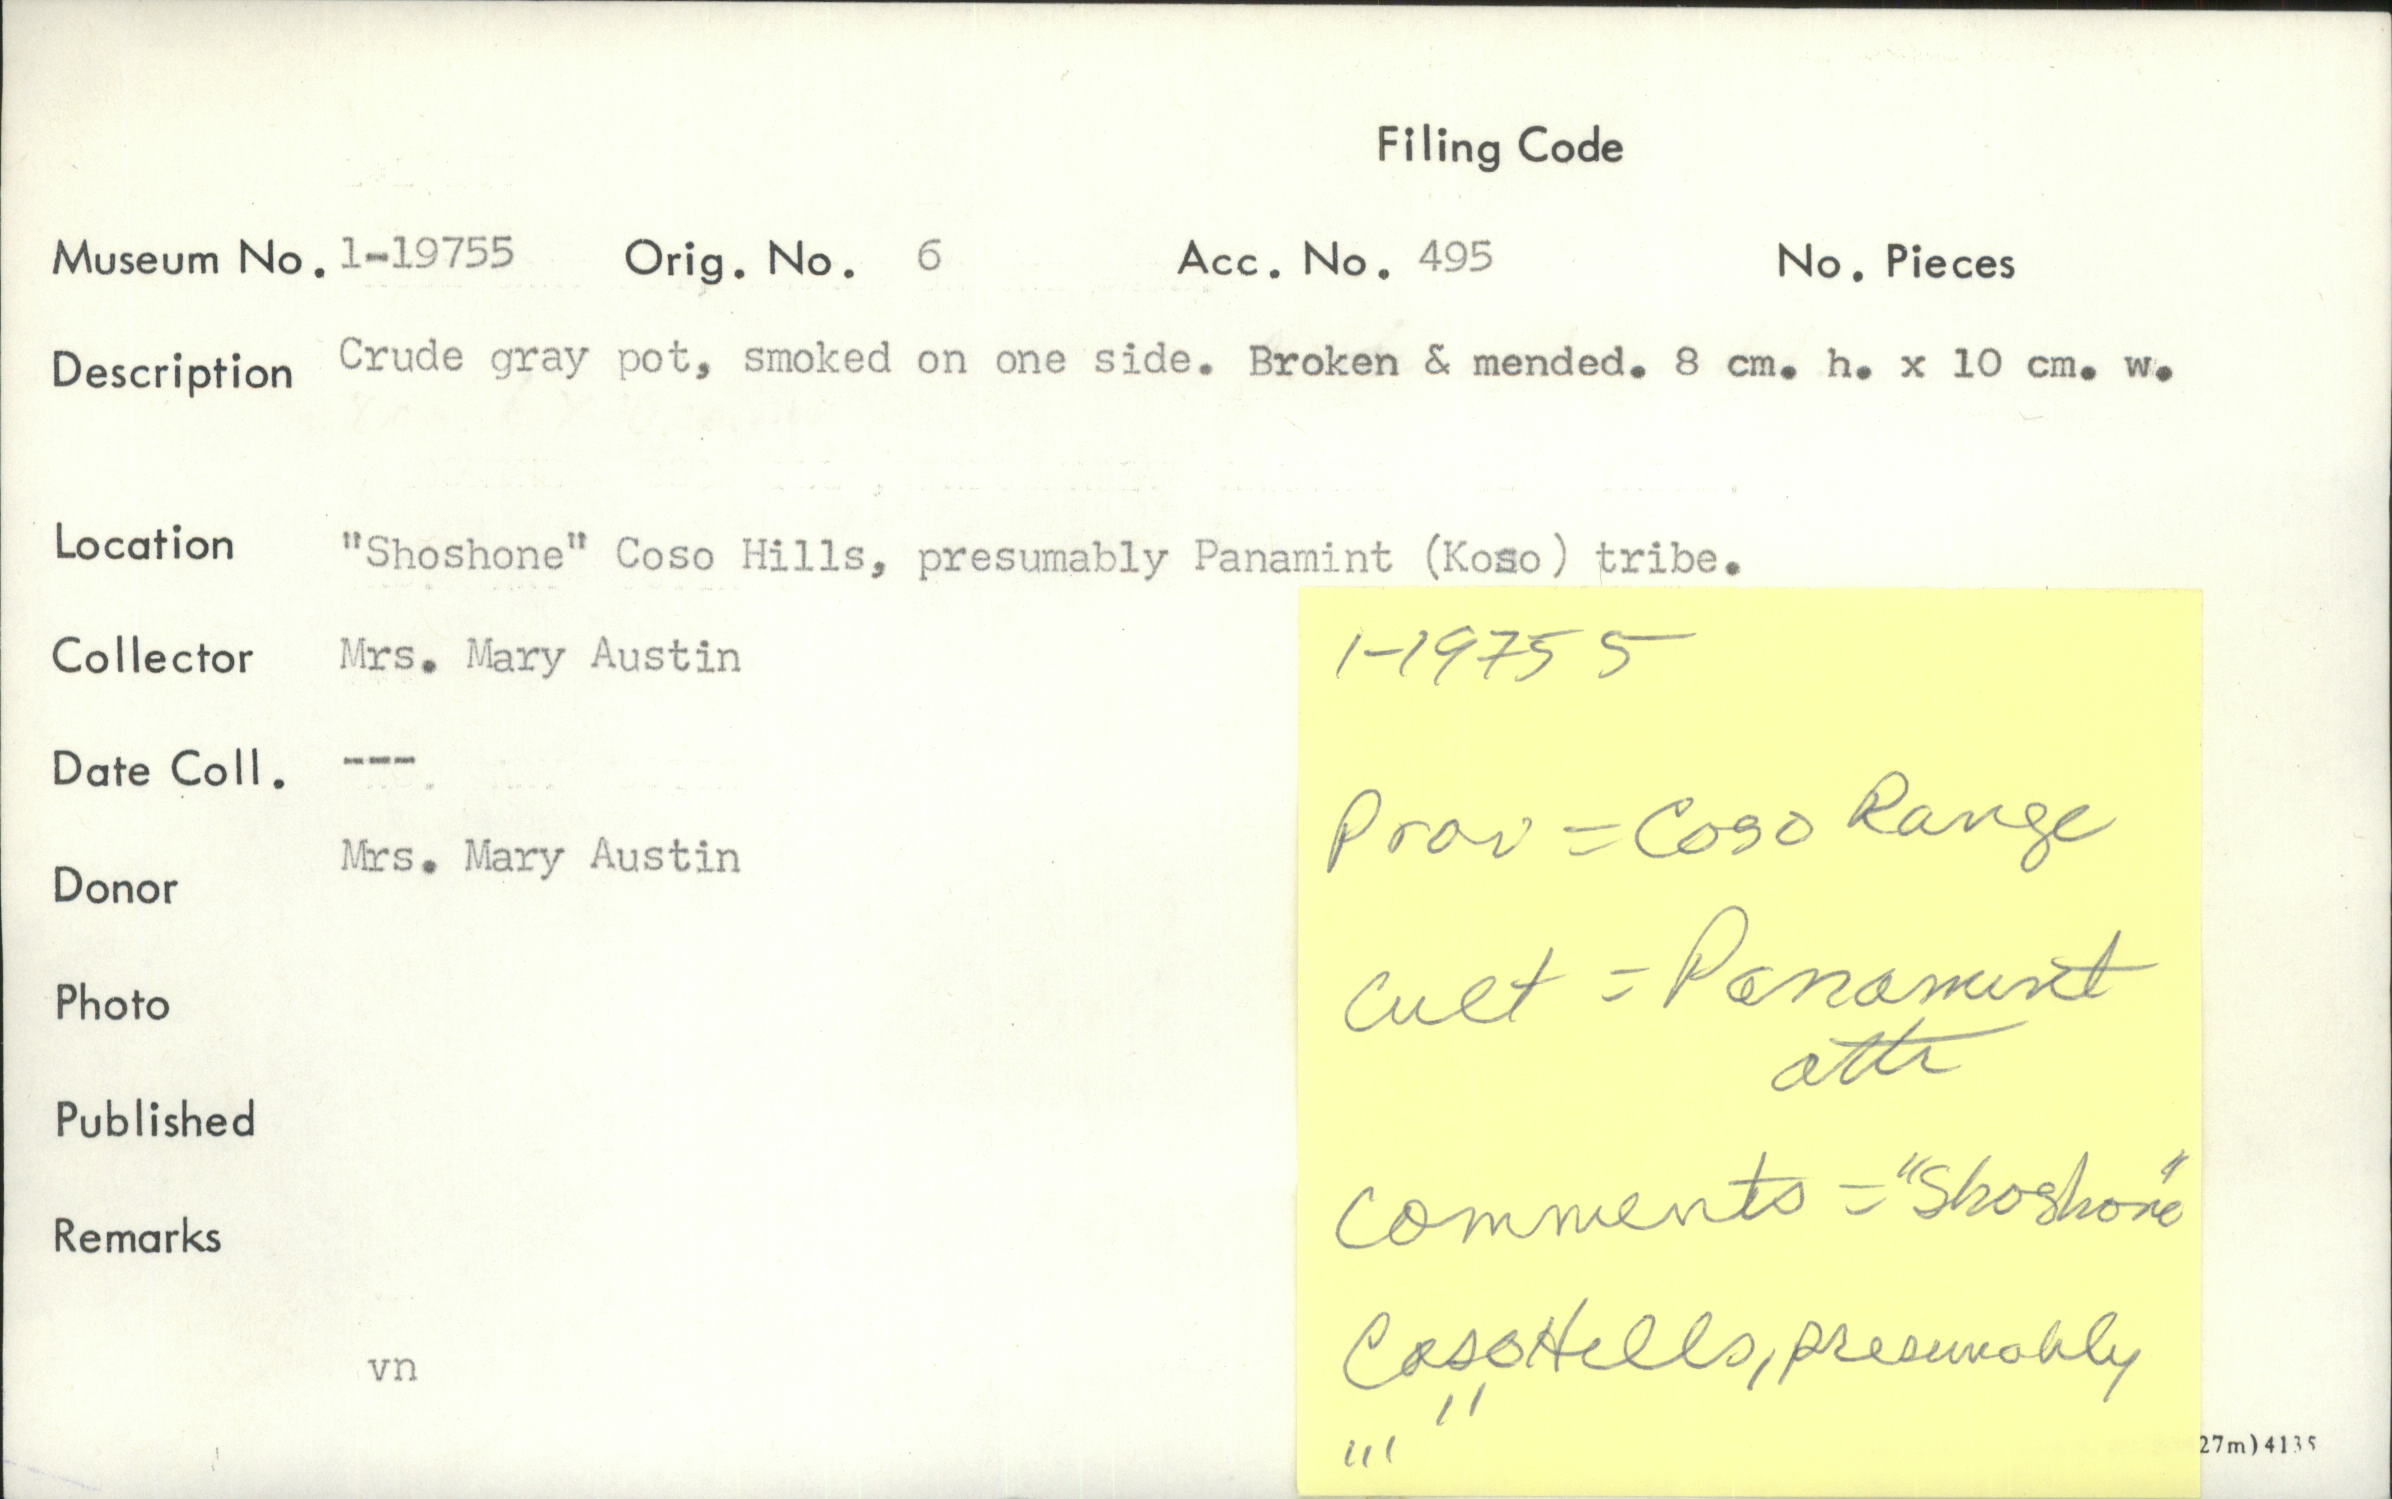 Filing Code
Museum No. 1-19755 Orig. No. 6 Acc. No. 495 No. Pieces
Description Crude gray pot, smoked on one side. Broken & mended. 8 cm. h. x 10 cm. w.
Location "Shoshone" Coso Hills, presumably Panamint (Koso) tribe.
Collector Mrs. Mary Austin
Date Coll. ---
Donor Mrs. Mary Austin
Photo
Published
Remarks
vn
1-19755
Prov = Coso Range
Cult = Panamint
attr
Comments = "Shoshone"
Coso Hills, presumably
" "
27m)4135